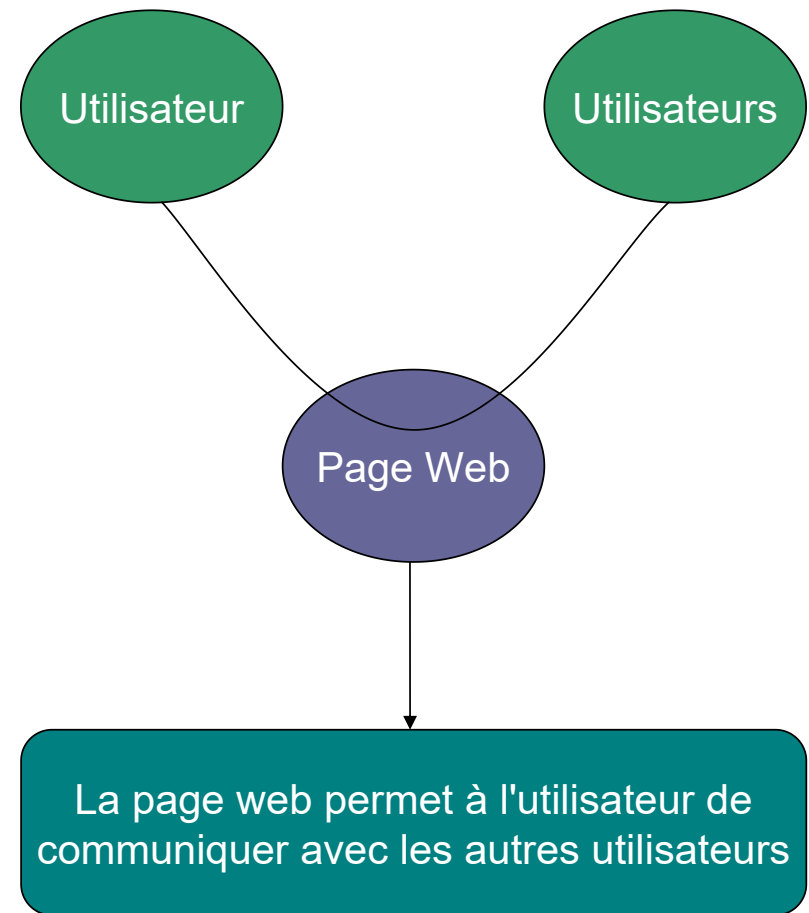 Utilisateur
Utilisateurs
Page Web
La page web permet à l'utilisateur de
communiquer avec les autres utilisateurs